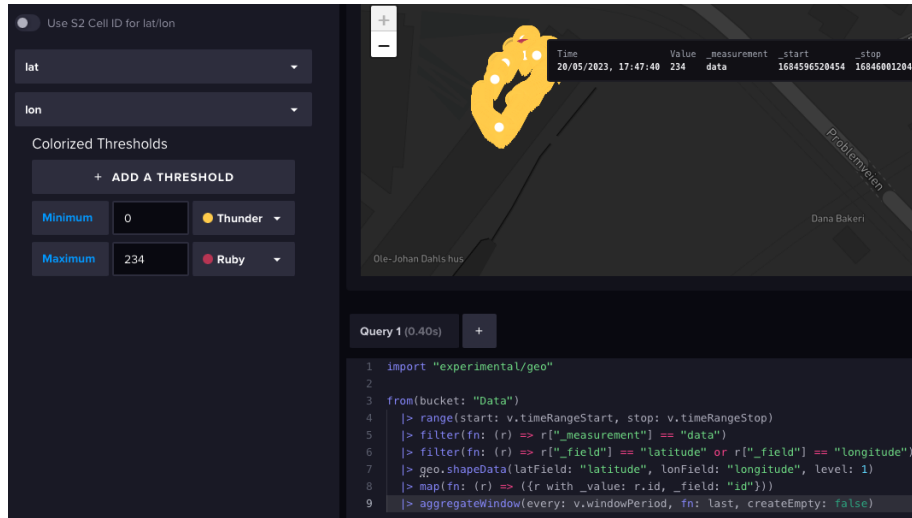 Use S2 Cell ID for lat/lon
lat
lon
Colorized Thresholds
+ ADD A THRESHOLD
Minimum 0 Thunder
Maximum 234 Ruby
+
−
1
Time Value _measurement _start _stop
20/05/2023, 17:47:40 234 data 1684596520454 16846001204
Problemveien
Dana Bakeri
Ole-Johan Dahls hus
Query 1 (0.40s) +
1 import "experimental/geo"
2
3 from(bucket: "Data")
4 |> range(start: v.timeRangeStart, stop: v.timeRangeStop)
5 |> filter(fn: (r) => r["_measurement"] == "data")
6 |> filter(fn: (r) => r["_field"] == "latitude" or r["_field"] == "longitude")
7 |> geo.shapeData(latField: "latitude", lonField: "longitude", level: 1)
8 |> map(fn: (r) => ({r with _value: r.id, _field: "id"}))
9 |> aggregateWindow(every: v.windowPeriod, fn: last, createEmpty: false)